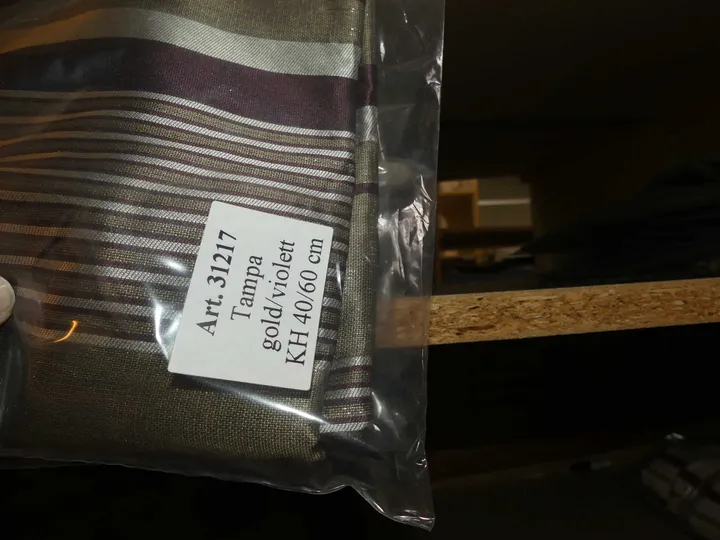 Art. 31217
Tampa
gold/violett
KH 40/60 cm